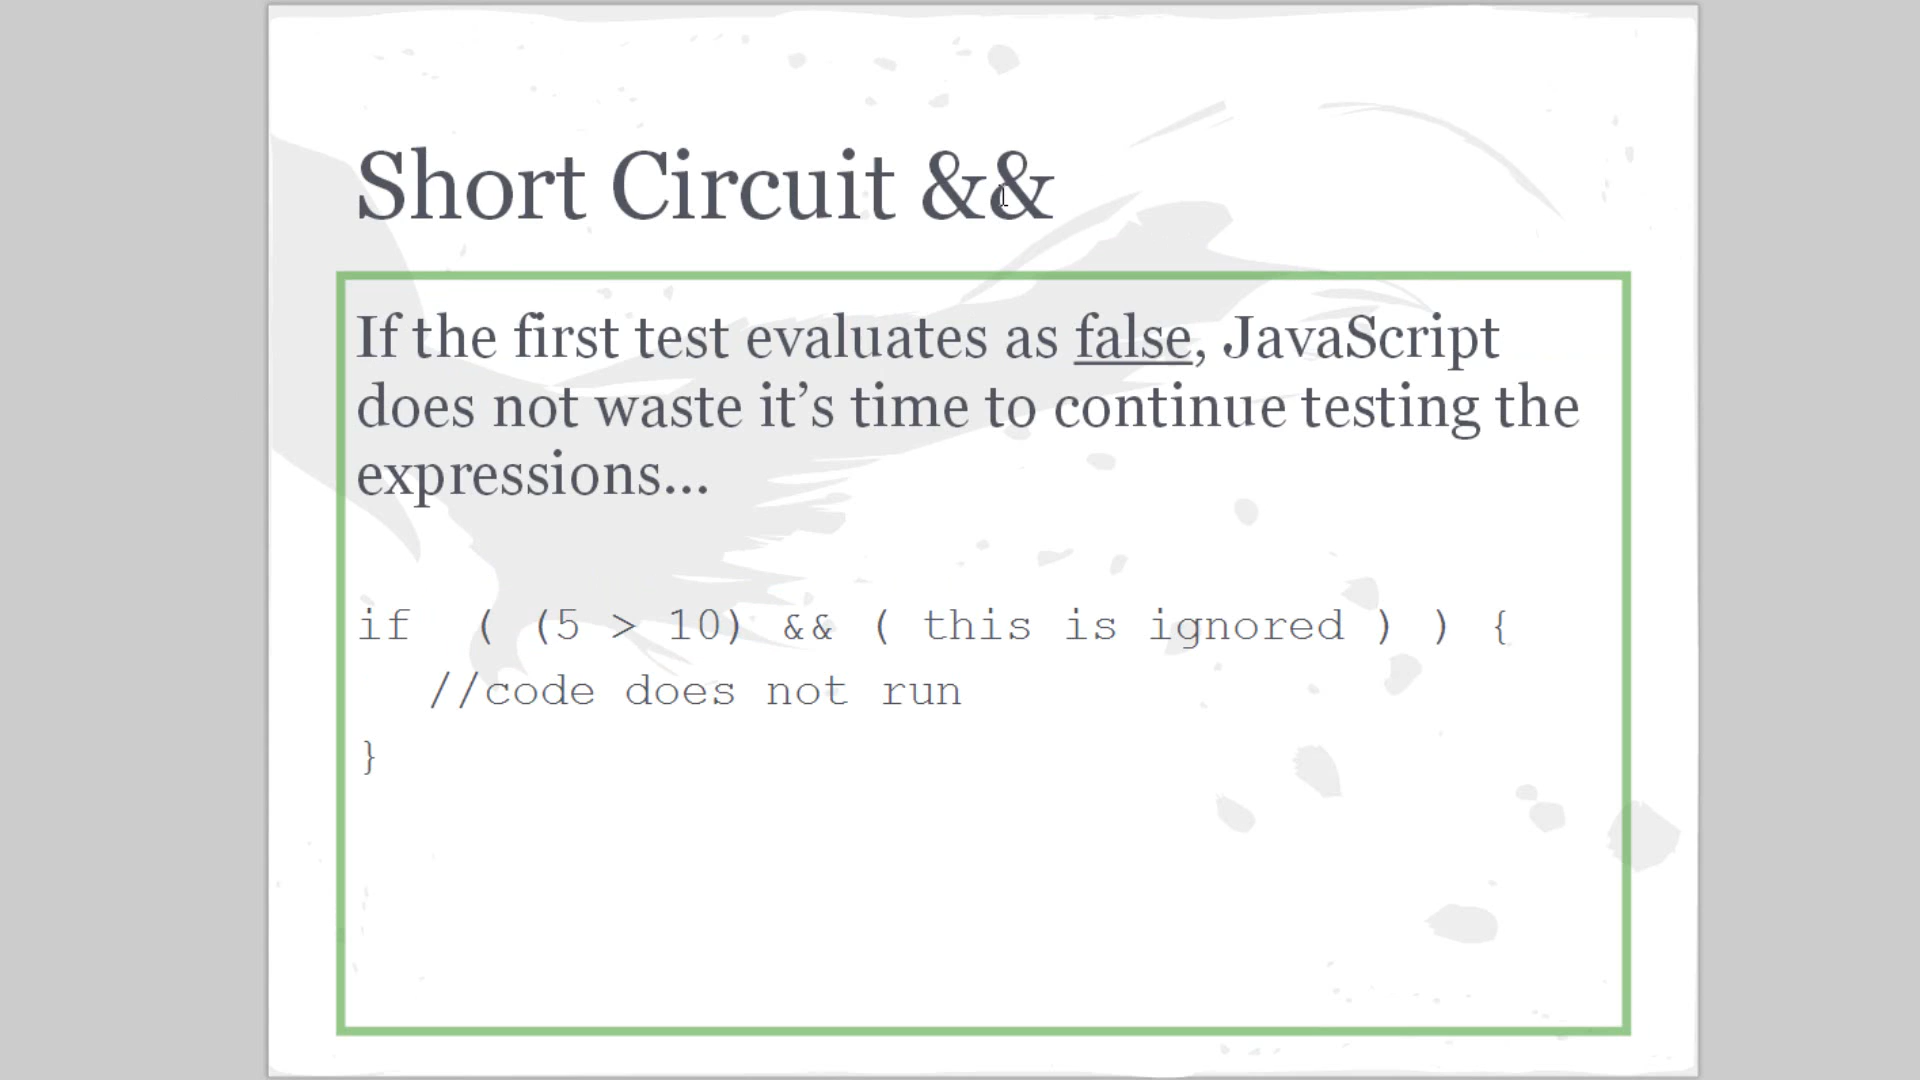 Short Circuit &&
If the first test evaluates as false, JavaScript
does not waste it’s time to continue testing the
expressions...
if  ( (5 > 10) && ( this is ignored ) ) {
   //code does not run
}